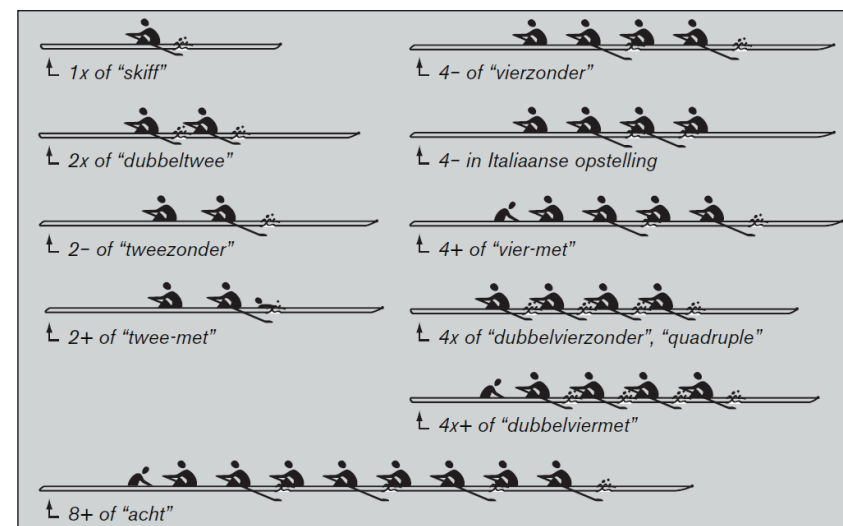 1x of “skiff”
2x of “dubbeltwee”
2− of “tweezonder”
2+ of “twee-met”
4− of “vierzonder”
4− in Italiaanse opstelling
4+ of “vier-met”
4x of “dubbelvierzonder”, “quadruple”
4x+ of “dubbelviermet”
8+ of “acht”